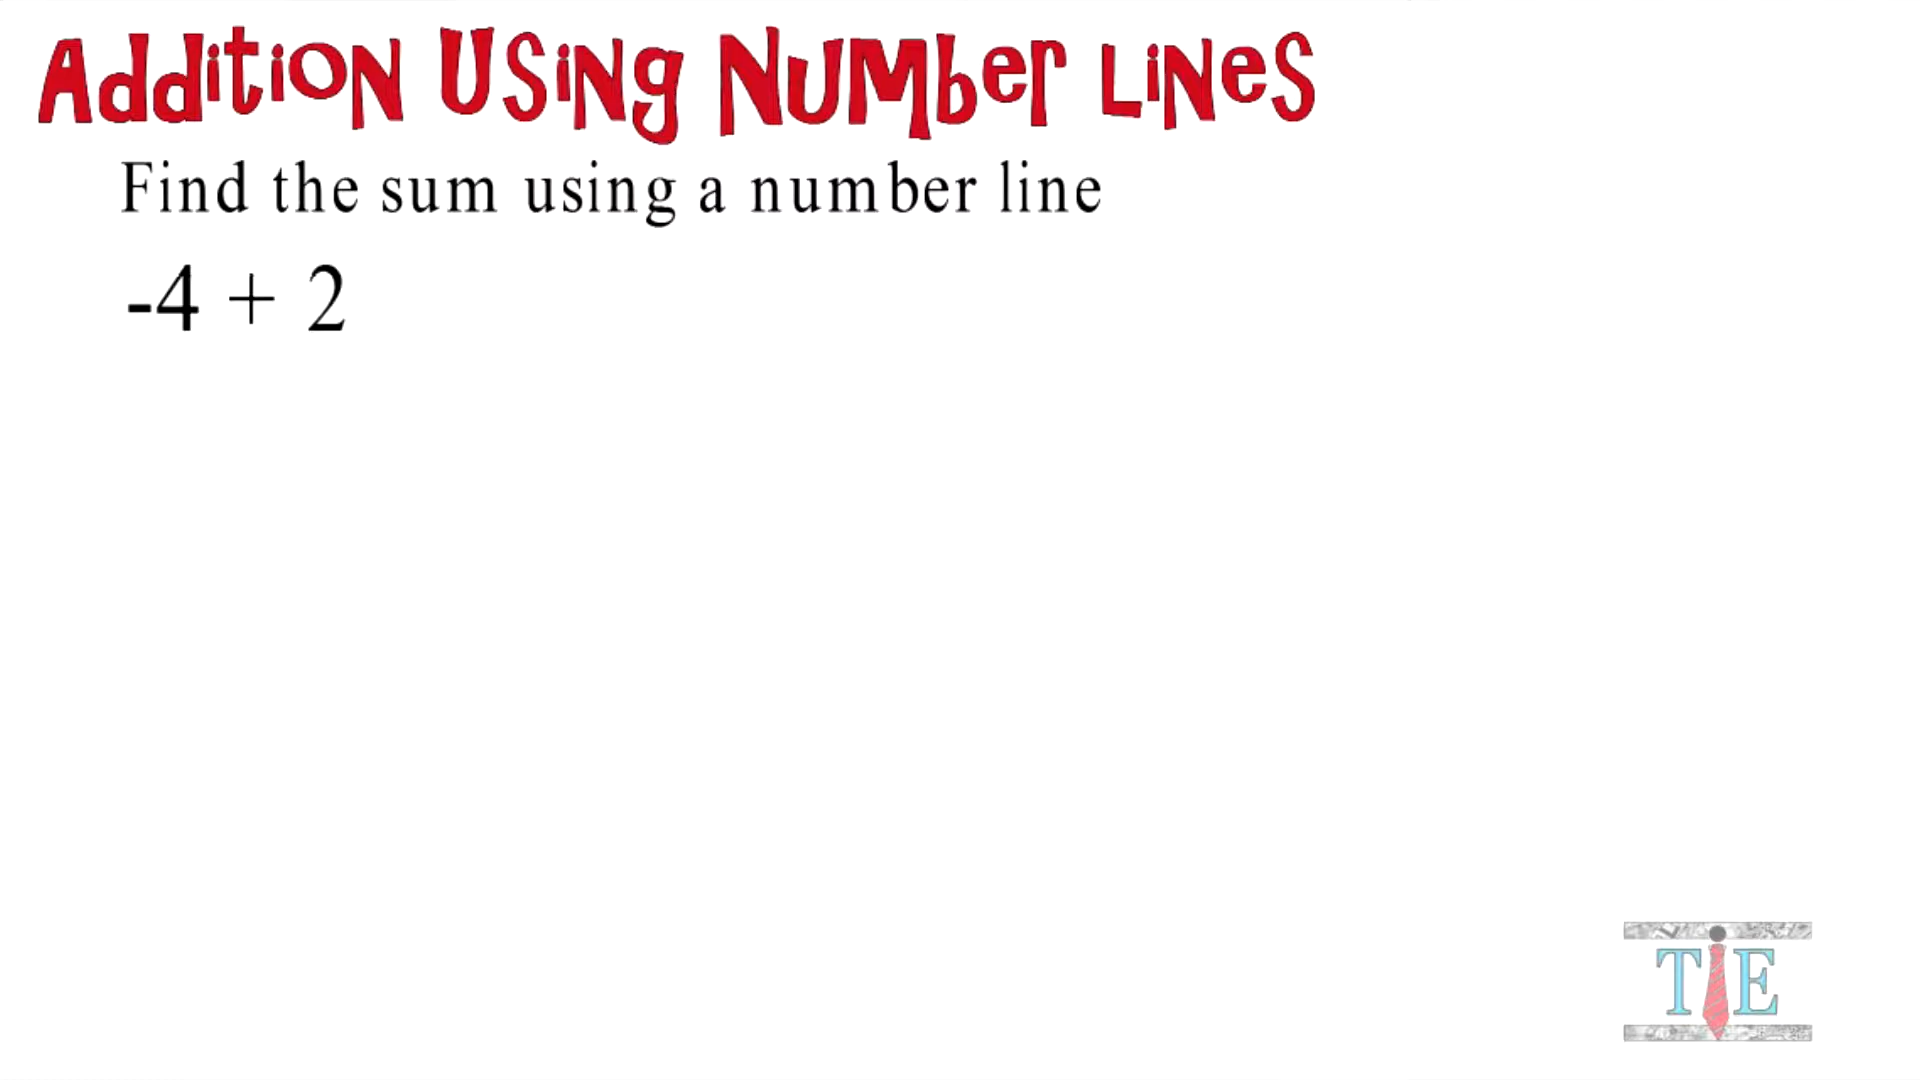 Addition Using Number Lines
Find the sum using a number line
-4 + 2
TIE